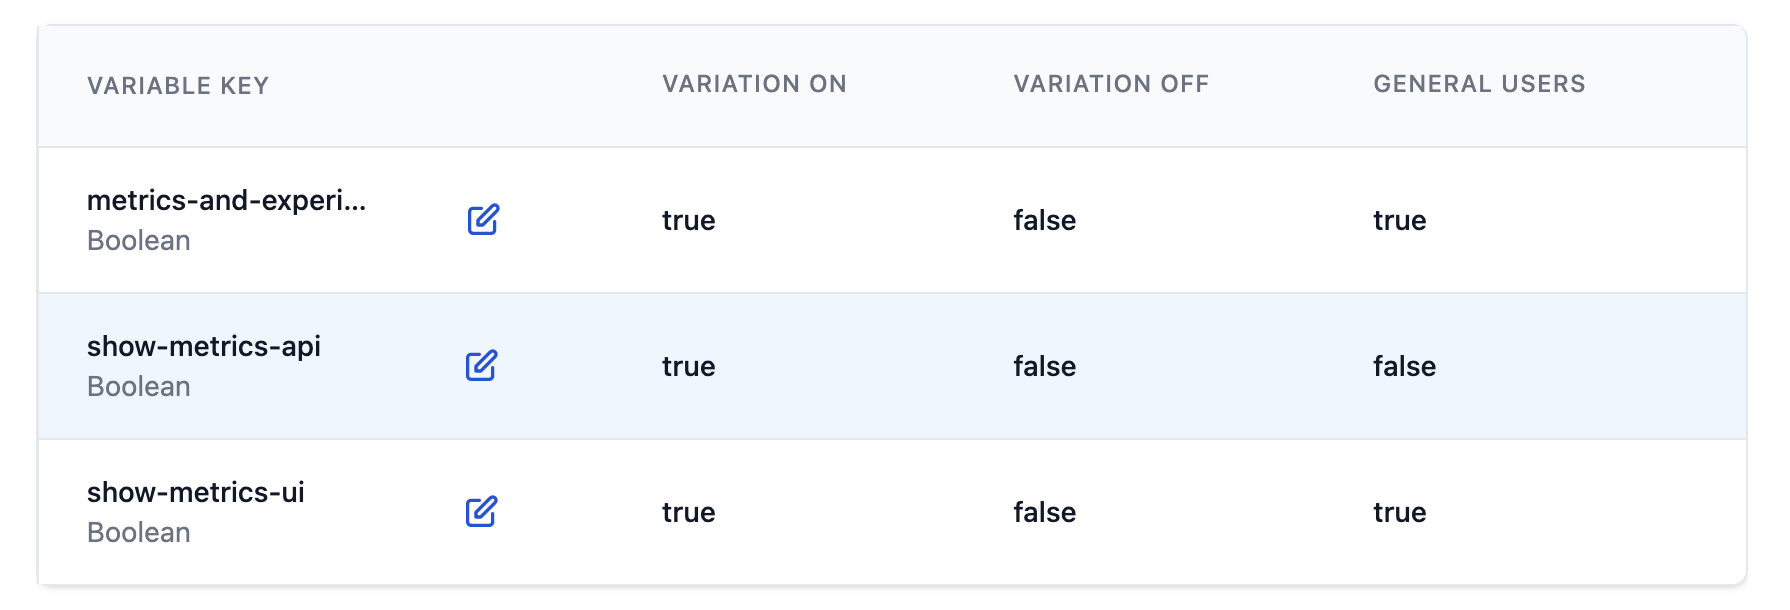 VARIABLE KEY VARIATION ON VARIATION OFF GENERAL USERS
metrics-and-experi...
Boolean
true false true
show-metrics-api
Boolean
true false false
show-metrics-ui
Boolean
true false true